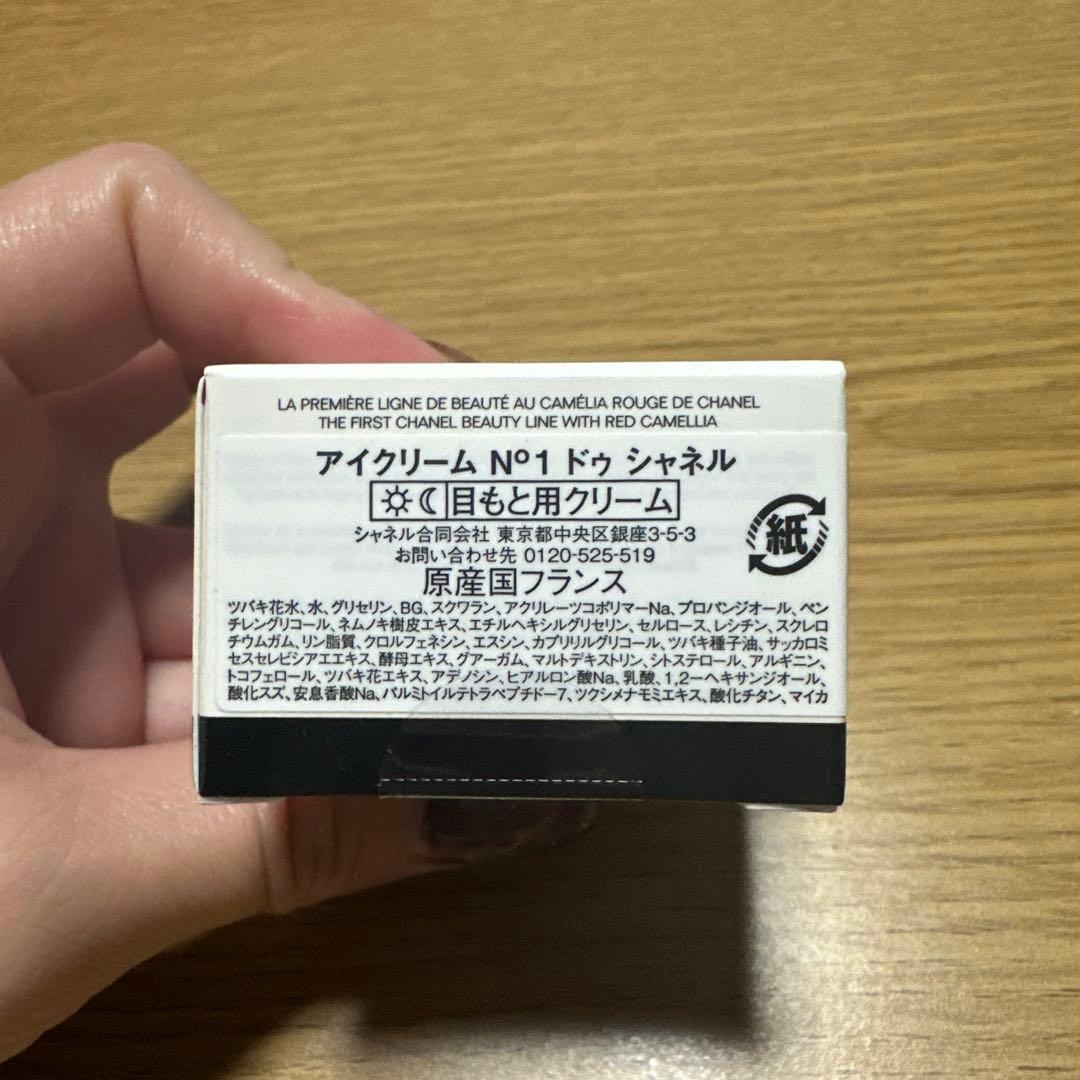 LA PREMIÈRE LIGNE DE BEAUTÉ AU CAMÉLIA ROUGE DE CHANEL
THE FIRST CHANEL BEAUTY LINE WITH RED CAMELLIA
アイクリーム Nº1 ドゥ シャネル
目もと用クリーム
シャネル合同会社 東京都中央区銀座3-5-3
お問い合わせ先 0120-525-519
紙
原産国フランス
ツバキ花水、水、グリセリン、BG、スクワラン、アクリレーツコポリマーNa、プロパンジオール、ペン
チレングリコール、ネムノキ樹皮エキス、エチルヘキシルグリセリン、セルロース、レシチン、スクレロ
チウムガム、リン脂質、クロルフェネシン、エスシン、カプリリルグリコール、ツバキ種子油、サッカロミ
セスセレビシアエエキス、酵母エキス、グアーガム、マルトデキストリン、シトステロール、アルギニン、
トコフェロール、ツバキ花エキス、アデノシン、ヒアルロン酸Na、乳酸、1,2-ヘキサンジオール、
酸化スズ、安息香酸Na、パルミトイルテトラペプチド-7、ツクシメナモミエキス、酸化チタン、マイカ